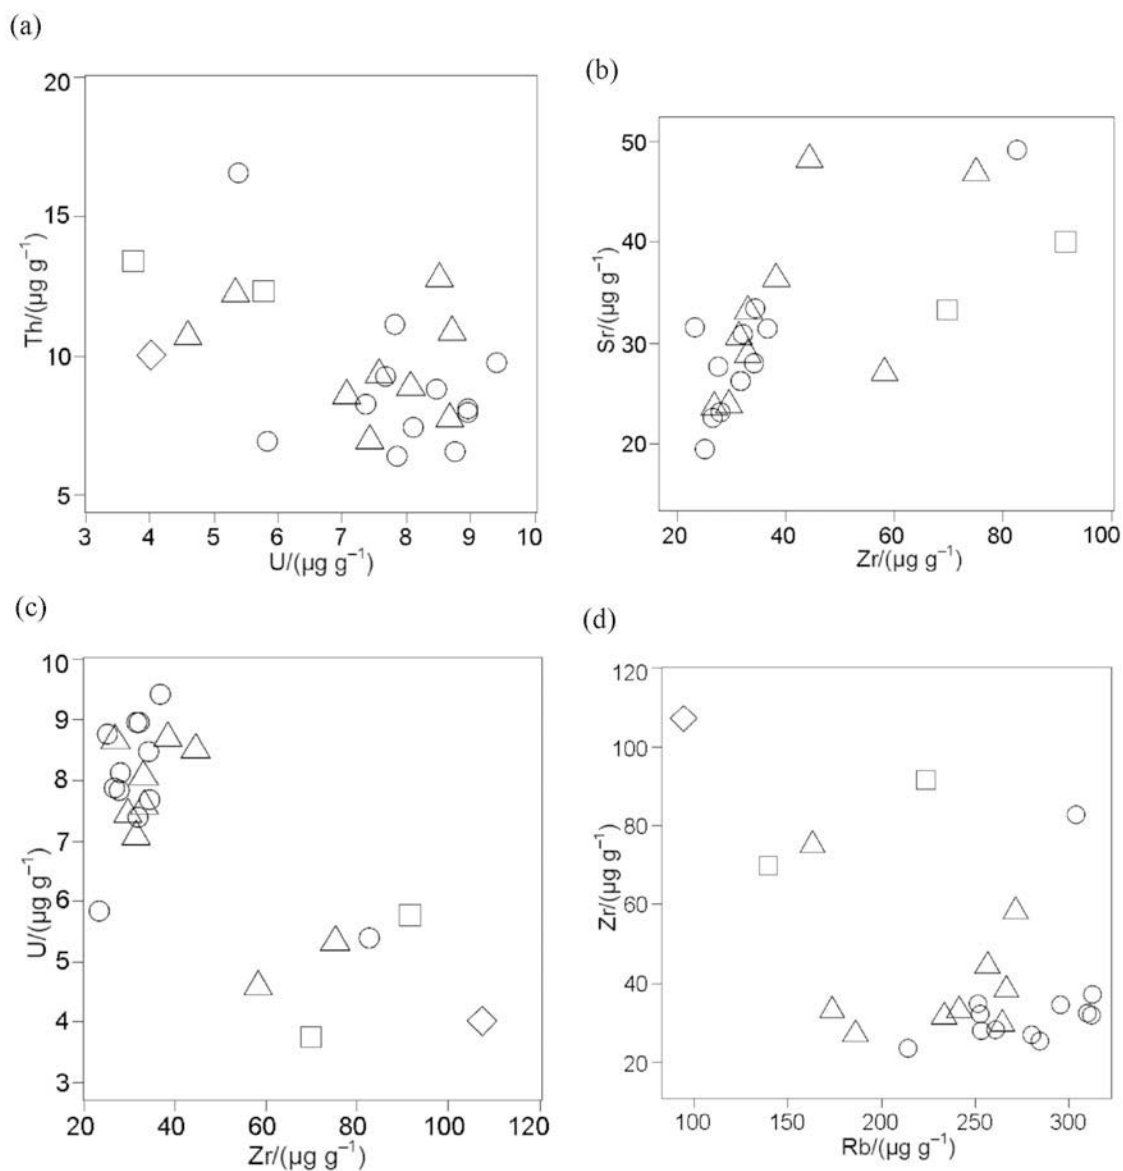 (a)
20
15
10
5
Th/(µg g⁻¹)
3 4 5 6 7 8 9 10
U/(µg g⁻¹)
(b)
50
40
30
20
Sr/(µg g⁻¹)
20 40 60 80 100
Zr/(µg g⁻¹)
(c)
10
9
8
7
6
5
4
3
U/(µg g⁻¹)
20 40 60 80 100 120
Zr/(µg g⁻¹)
(d)
120
100
80
60
40
20
Zr/(µg g⁻¹)
100 150 200 250 300
Rb/(µg g⁻¹)